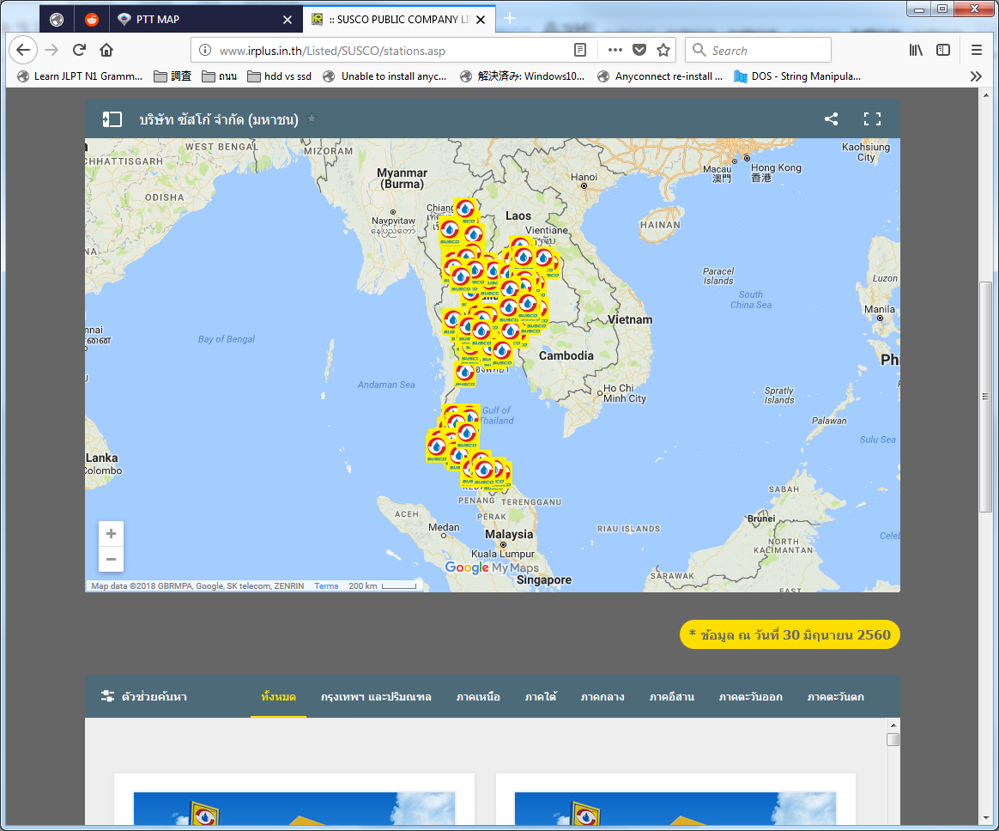 PTT MAP
:: SUSCO PUBLIC COMPANY LI
www.irplus.in.th/Listed/SUSCO/stations.asp
Search
Learn JLPT N1 Gramm...
調査
ถนน
hdd vs ssd
Unable to install anyc...
解決済み: Windows10...
Anyconnect re-install ...
DOS - String Manipula...
บริษัท ซัสโก้ จำกัด (มหาชน)
CHHATTISGARH
WEST BENGAL
MIZORAM
ODISHA
Myanmar
(Burma)
Naypyitaw
နေပြည်တော်
Chiang
Hanoi
Laos
Vientiane
ວຽງຈັນ
Macau
澳門
Hong Kong
香港
Kaohsiung
City
HAINAN
Paracel
Islands
South
China Sea
Luzon
Manila
Bay of Bengal
Andaman Sea
Vietnam
Cambodia
Ho Chi
Minh City
Gulf of
Thailand
Spratly
Islands
Palawan
Sulu Sea
Lanka
Colombo
SUSCO
PENANG
TERENGGANU
PERAK
ACEH
Medan
Malaysia
Kuala Lumpur
RIAU ISLANDS
SABAH
Brunei
NORTH
KALIMANTAN
SARAWAK
EAST
Singapore
Google My Maps
Map data ©2018 GBRMPA, Google, SK telecom, ZENRIN
Terms
200 km
* ข้อมูล ณ วันที่ 30 มิถุนายน 2560
ตัวช่วยค้นหา
ทั้งหมด
กรุงเทพฯ และปริมณฑล
ภาคเหนือ
ภาคใต้
ภาคกลาง
ภาคอีสาน
ภาคตะวันออก
ภาคตะวันตก